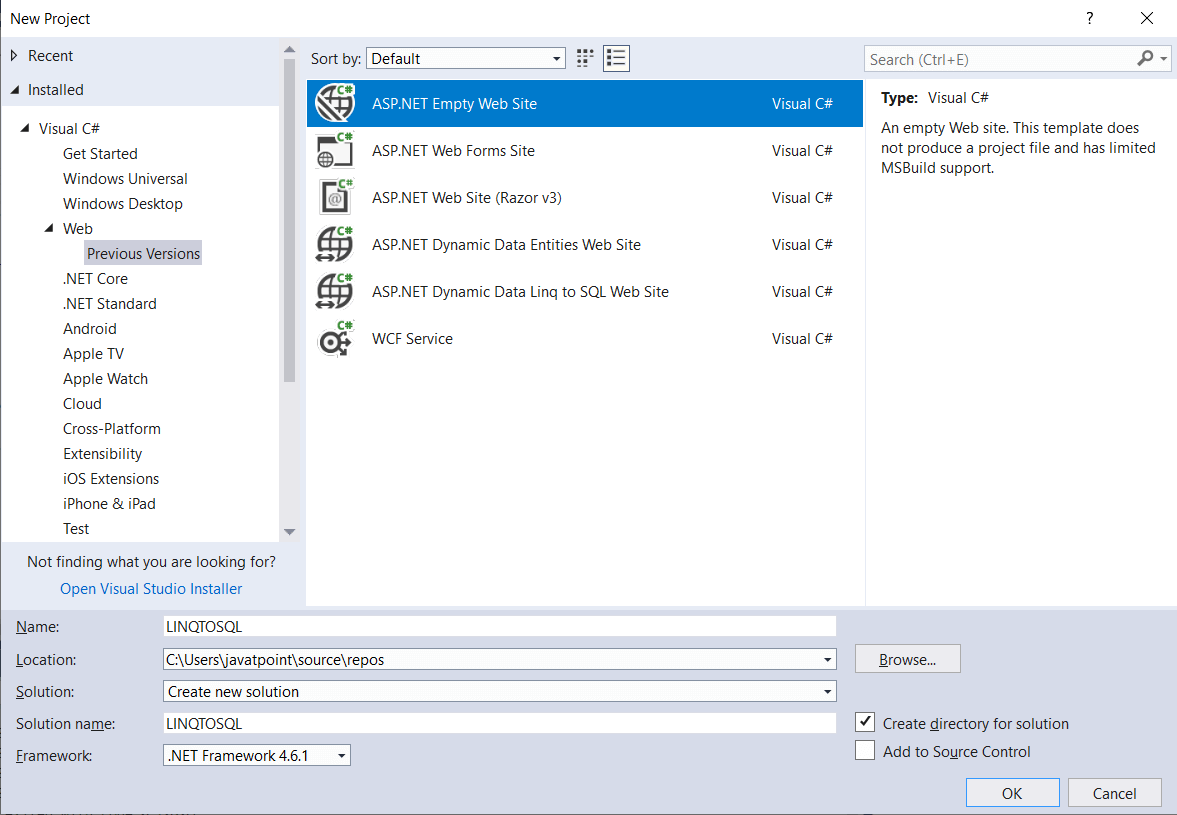 New Project
?
Recent
Installed
Visual C#
Get Started
Windows Universal
Windows Desktop
Web
Previous Versions
.NET Core
.NET Standard
Android
Apple TV
Apple Watch
Cloud
Cross-Platform
Extensibility
iOS Extensions
iPhone & iPad
Test
Not finding what you are looking for?
Open Visual Studio Installer
Sort by: Default
C# ASP.NET Empty Web Site Visual C#
C# ASP.NET Web Forms Site Visual C#
C# @ ASP.NET Web Site (Razor v3) Visual C#
C# ASP.NET Dynamic Data Entities Web Site Visual C#
C# ASP.NET Dynamic Data Linq to SQL Web Site Visual C#
C# WCF Service Visual C#
Search (Ctrl+E)
Type: Visual C#
An empty Web site. This template does
not produce a project file and has limited
MSBuild support.
Name: LINQTOSQL
Location: C:\Users\javatpoint\source\repos Browse...
Solution: Create new solution
Solution name: LINQTOSQL
Create directory for solution
Framework: .NET Framework 4.6.1
Add to Source Control
OK Cancel